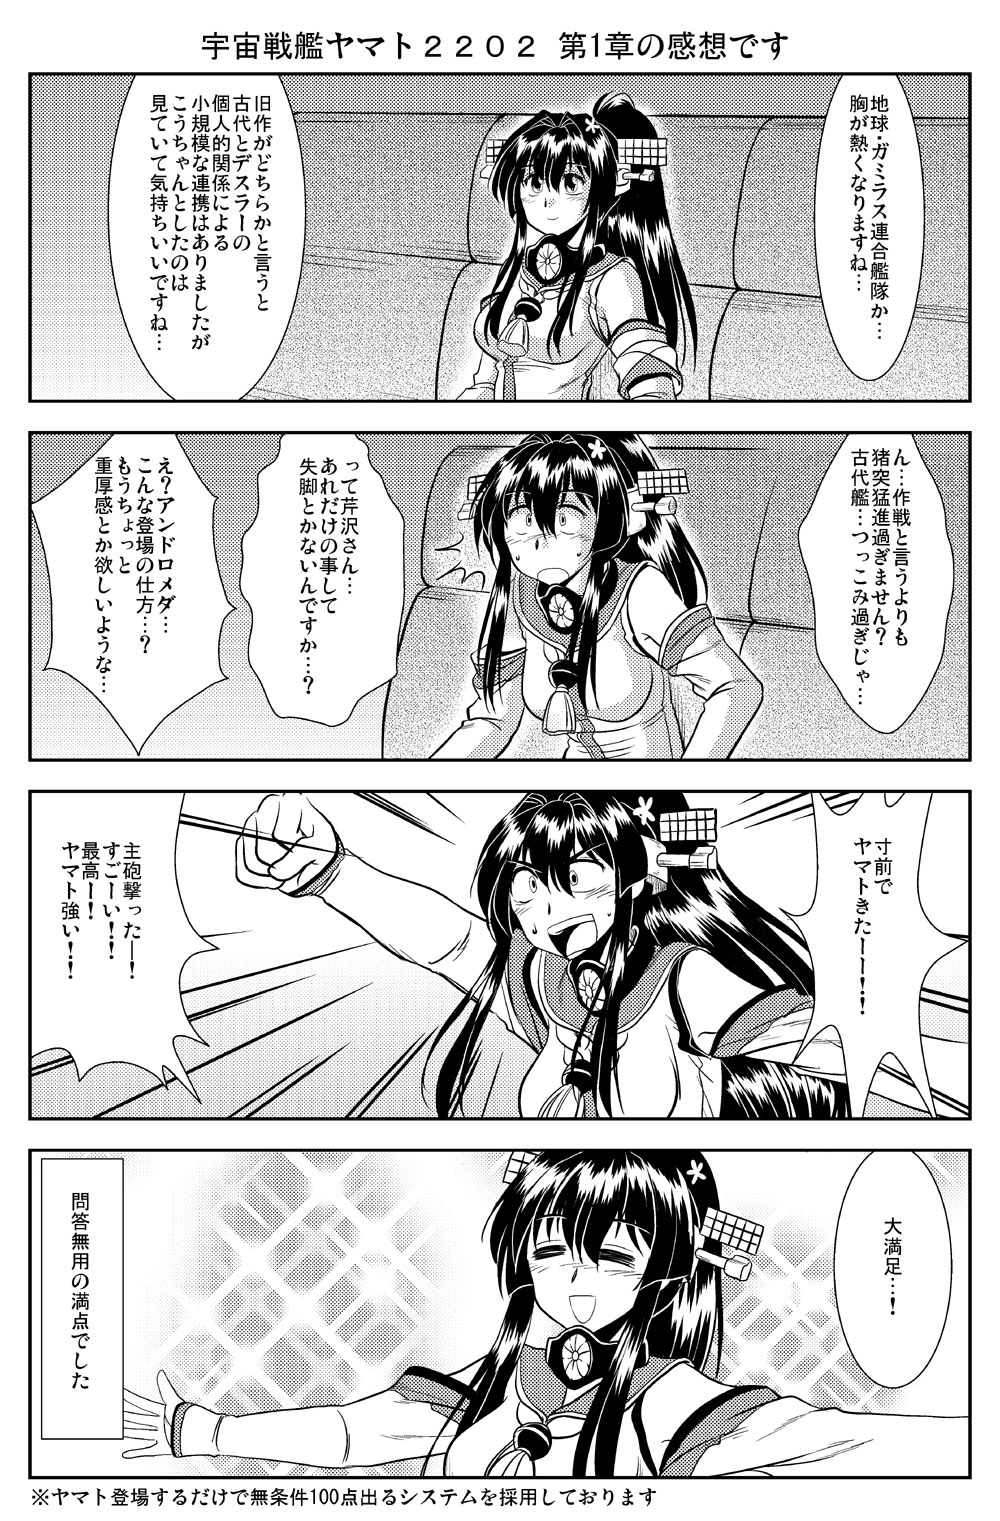 宇宙戦艦ヤマト２２０２　第1章の感想です
地球・ガミラス連合艦隊か…
胸が熱くなりますね…
旧作がどちらかと言うと
古代とデスラーの
個人的関係による
小規模な連携はありましたが
こうちゃんとしたのは
見ていて気持ちいいですね…
ん…作戦と言うよりも
猪突猛進過ぎません？
古代艦…つっこみ過ぎじゃ…
って芹沢さん…
あれだけの事して
失脚とかないんですか…？
え？アンドロメダ…
こんな登場の仕方…？
もうちょっと
重厚感とか欲しいような…
寸前で
ヤマトきたーー！！
主砲撃ったー！
すごーい！！
最高ー！
ヤマト強い！！
大満足…！
問答無用の満点でした
※ヤマト登場するだけで無条件100点出るシステムを採用しております